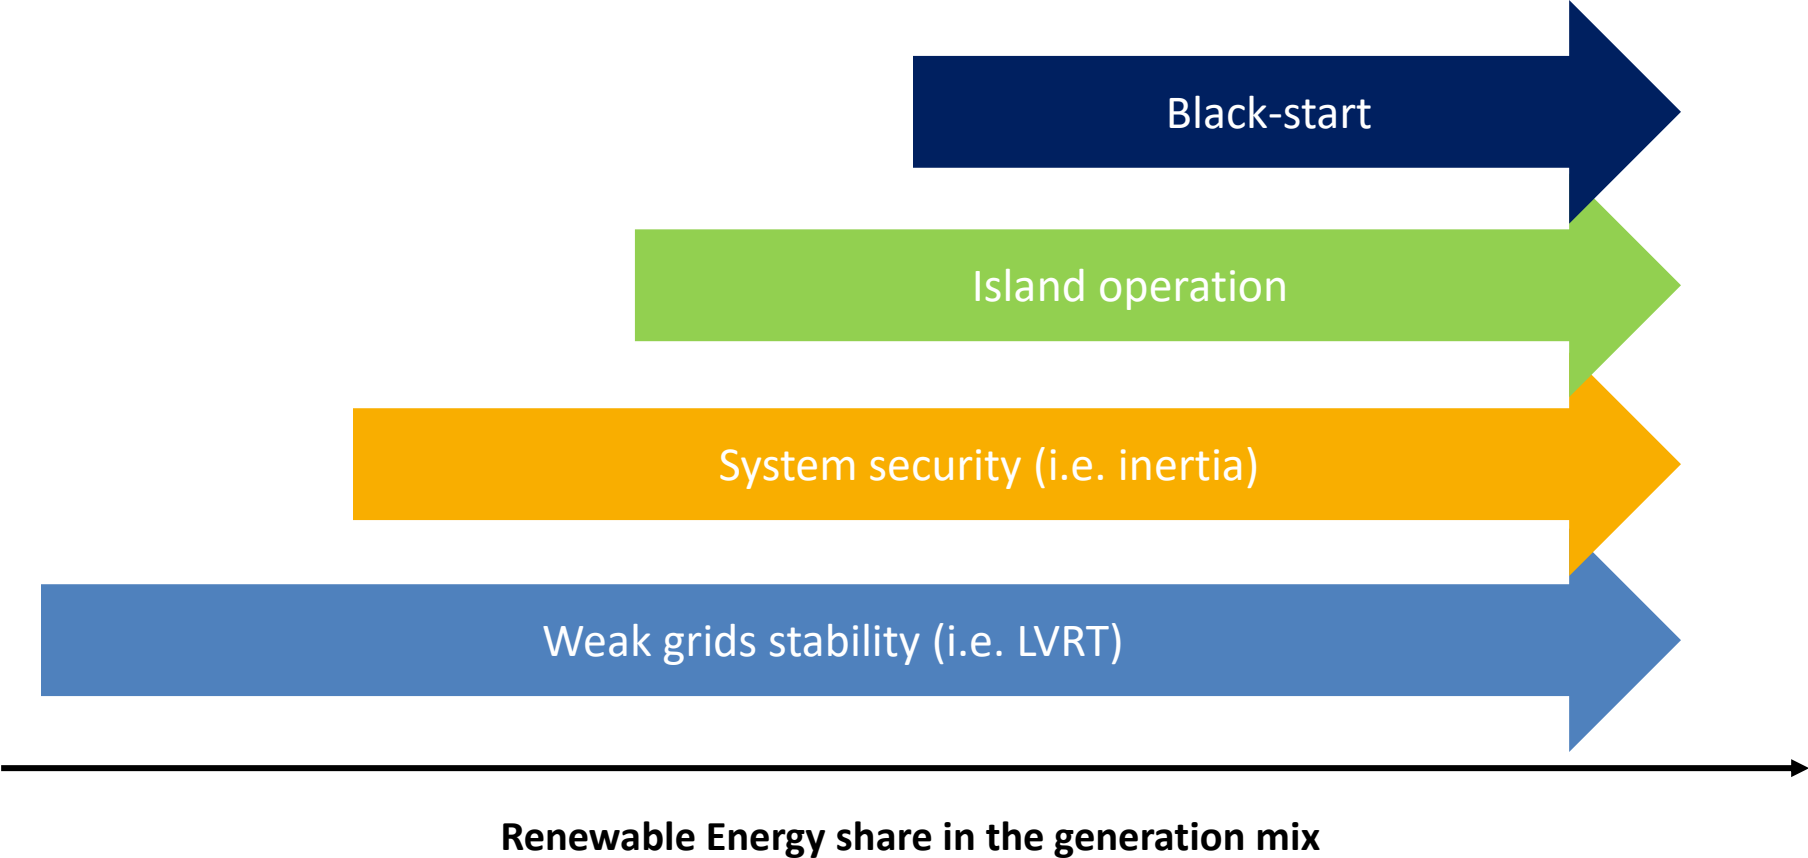 Black-start
Island operation
System security (i.e. inertia)
Weak grids stability (i.e. LVRT)
Renewable Energy share in the generation mix